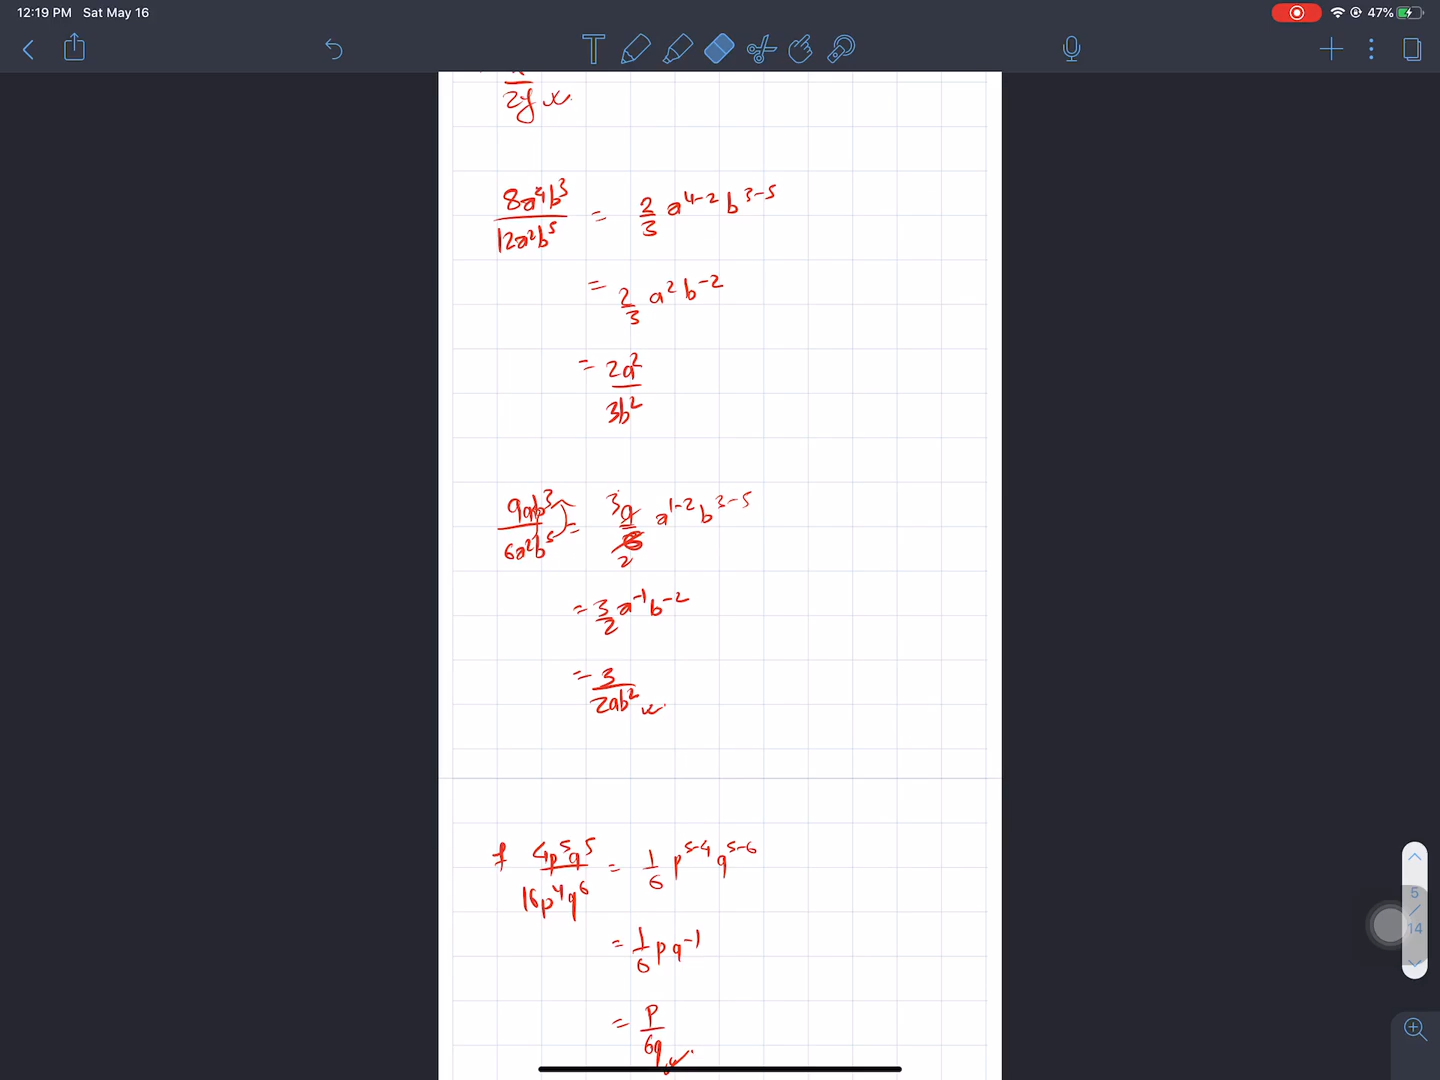 12:19 PM Sat May 16
47%
T
2y
8a⁴b³/12a²b⁵ = 2/3 a⁴⁻² b³⁻⁵
= 2/3 a² b⁻²
= 2a²/3b²
9ab³/6a²b⁵ = 3/2 a¹⁻² b³⁻⁵
= 3/2 a⁻¹ b⁻²
= 3/2ab²
f 4p⁵q⁵/16p⁴q⁶ = 1/6 p⁵⁻⁴ q⁵⁻⁶
= 1/6 pq⁻¹
= p/6q
5/14